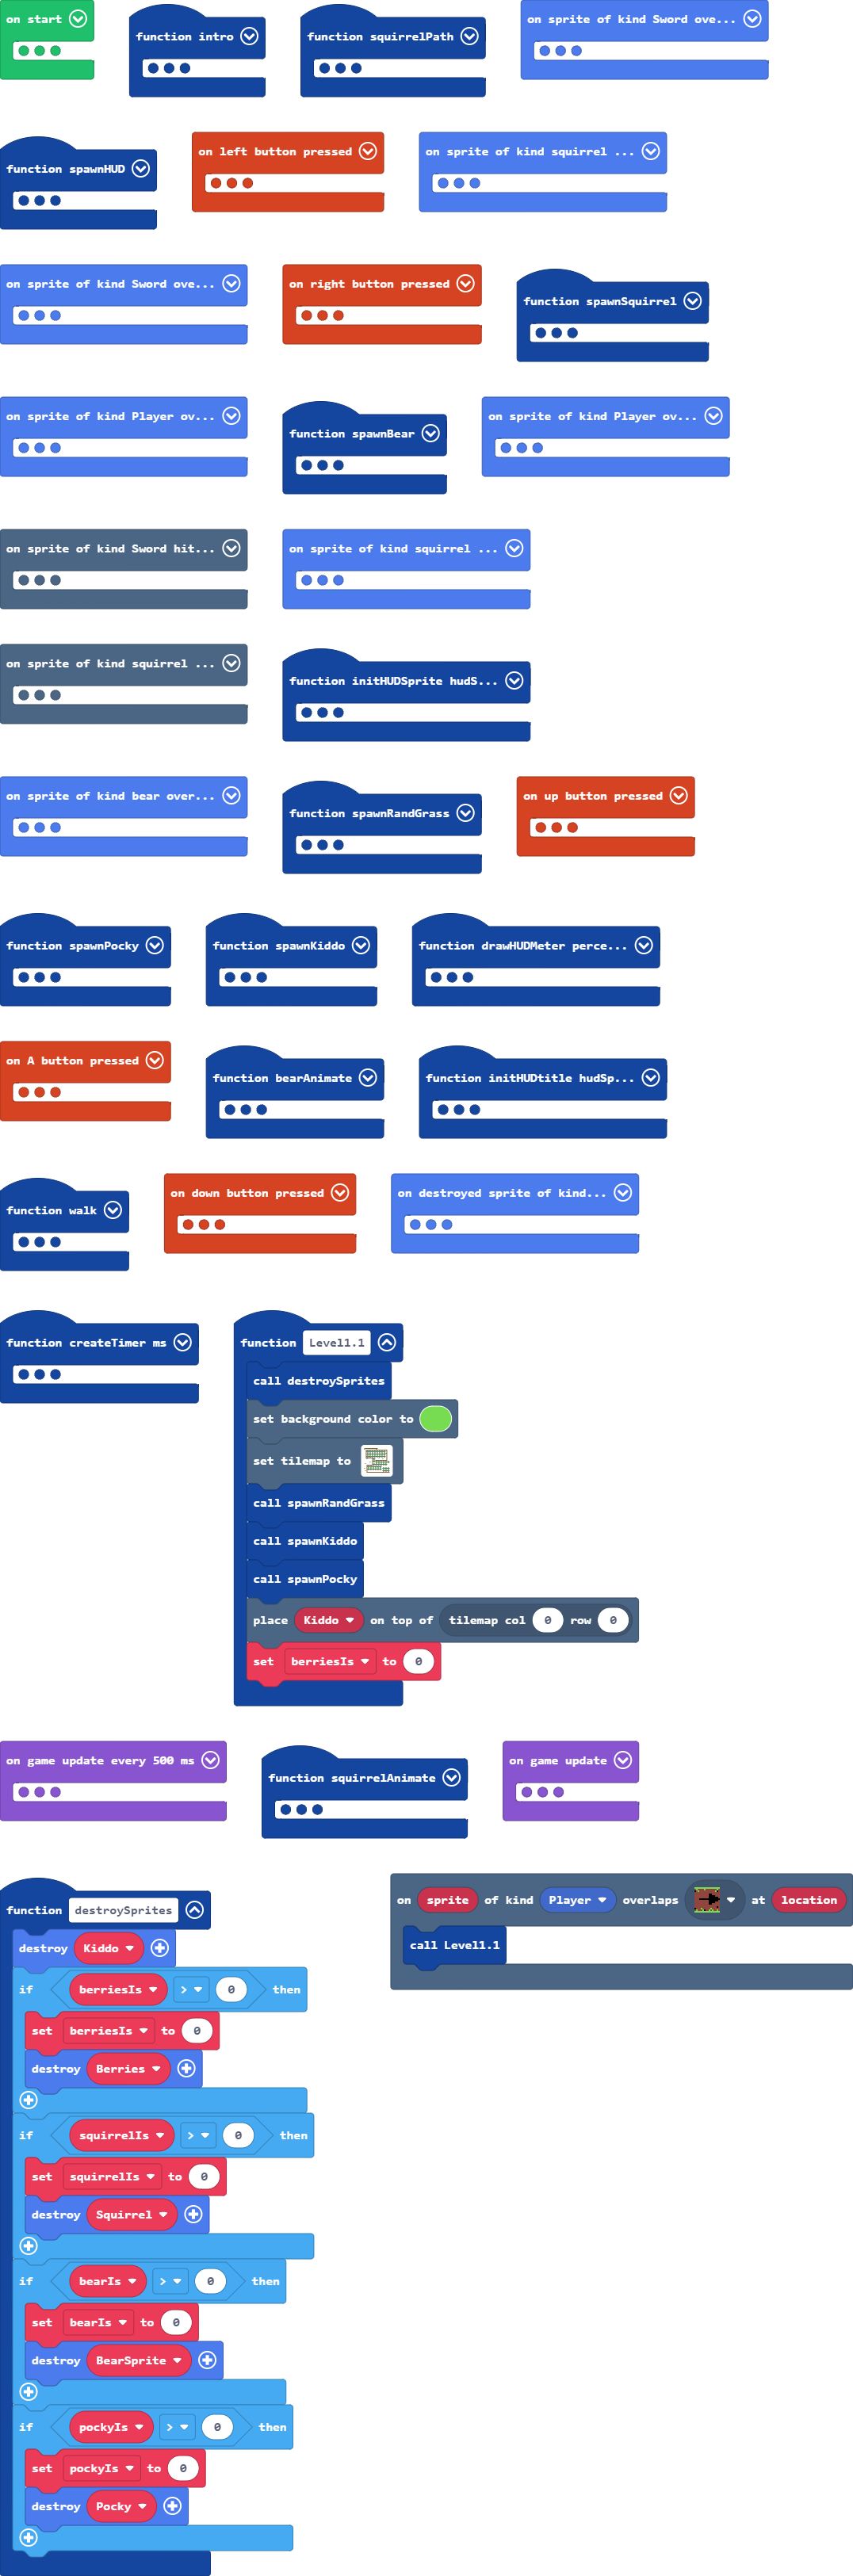 on start
function intro
function squirrelPath
on sprite of kind Sword ove...
function spawnHUD
on left button pressed
on sprite of kind squirrel ...
on sprite of kind Sword ove...
on right button pressed
function spawnSquirrel
on sprite of kind Player ov...
function spawnBear
on sprite of kind Player ov...
on sprite of kind Sword hit...
on sprite of kind squirrel ...
on sprite of kind squirrel ...
function initHUDSprite hudS...
on sprite of kind bear over...
function spawnRandGrass
on up button pressed
function spawnPocky
function spawnKiddo
function drawHUDMeter perce...
on A button pressed
function bearAnimate
function initHUDtitle hudSp...
function walk
on down button pressed
on destroyed sprite of kind...
function createTimer ms
function Level1.1
call destroySprites
set background color to
set tilemap to
call spawnRandGrass
call spawnKiddo
call spawnPocky
place Kiddo on top of tilemap col 0 row 0
set berriesIs to 0
on game update every 500 ms
function squirrelAnimate
on game update
function destroySprites
destroy Kiddo
if berriesIs > 0 then
set berriesIs to 0
destroy Berries
if squirrelIs > 0 then
set squirrelIs to 0
destroy Squirrel
if bearIs > 0 then
set bearIs to 0
destroy BearSprite
if pockyIs > 0 then
set pockyIs to 0
destroy Pocky
on sprite of kind Player overlaps at location
call Level1.1